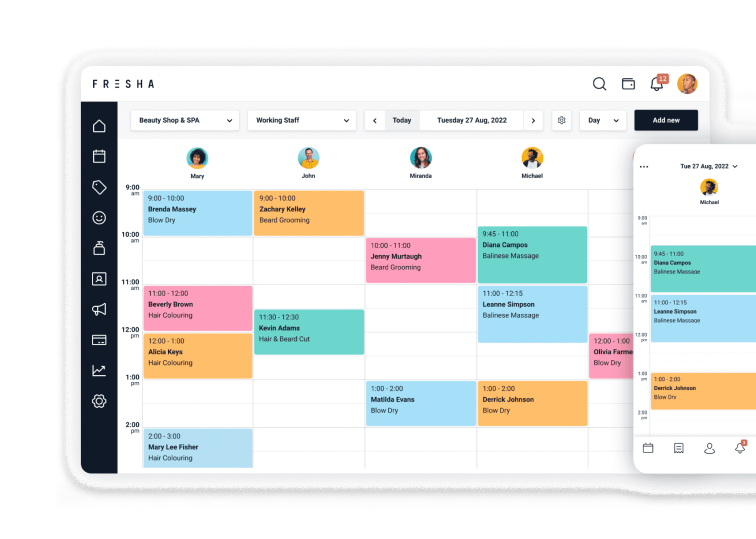 FRESHA
12
Beauty Shop & SPA
Working Staff
Today
Tuesday 27 Aug, 2022
Day
Add new
Mary
John
Miranda
Michael
9:00
am
10:00
am
11:00
am
12:00
pm
1:00
pm
2:00
pm
9:00 - 10:00
Brenda Massey
Blow Dry
11:00 - 12:00
Beverly Brown
Hair Colouring
12:00 - 1:00
Alicia Keys
Hair Colouring
2:00 - 3:00
Mary Lee Fisher
Hair Colouring
9:00 - 10:00
Zachary Kelley
Beard Grooming
11:30 - 12:30
Kevin Adams
Hair & Beard Cut
10:00 - 11:00
Jenny Murtaugh
Beard Grooming
1:00 - 2:00
Matilda Evans
Blow Dry
9:45 - 11:00
Diana Campos
Balinese Massage
11:00 - 12:15
Leanne Simpson
Balinese Massage
1:00 - 2:00
Derrick Johnson
Blow Dry
12:00 - 1:00
Olivia Farme
Blow Dry
Tue 27 Aug, 2022
Michael
9:00
am
10:00
am
11:00
am
12:00
pm
1:00
pm
2:00
pm
9:45 - 11:00
Diana Campos
Balinese Massage
11:00 - 12:15
Leanne Simpson
Balinese Massage
1:00 - 2:00
Derrick Johnson
Blow Dry
3